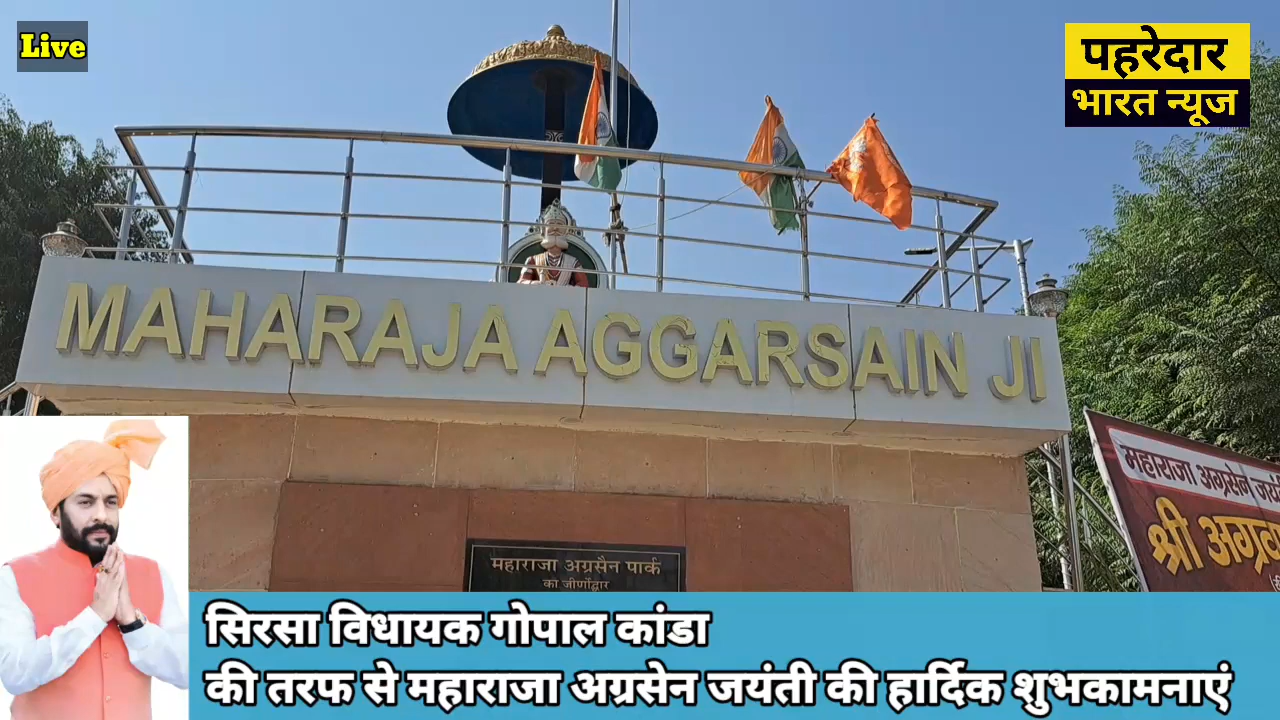 Live
पहरेदार
भारत न्यूज
MAHARAJA AGGARSAIN JI
महाराजा अग्रसेन
श्री
महाराजा अग्रसैन पार्क
का जीर्णोद्वार
सिरसा विधायक गोपाल कांडा
की तरफ से महाराजा अग्रसेन जयंती की हार्दिक शुभकामनाएं